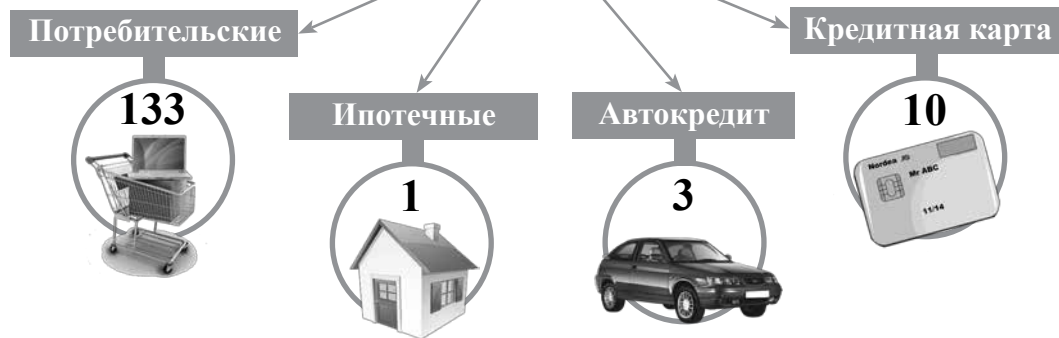 Потребительские
133
Ипотечные
1
Автокредит
3
Кредитная карта
10
Nordea
Mr ABC
11/14